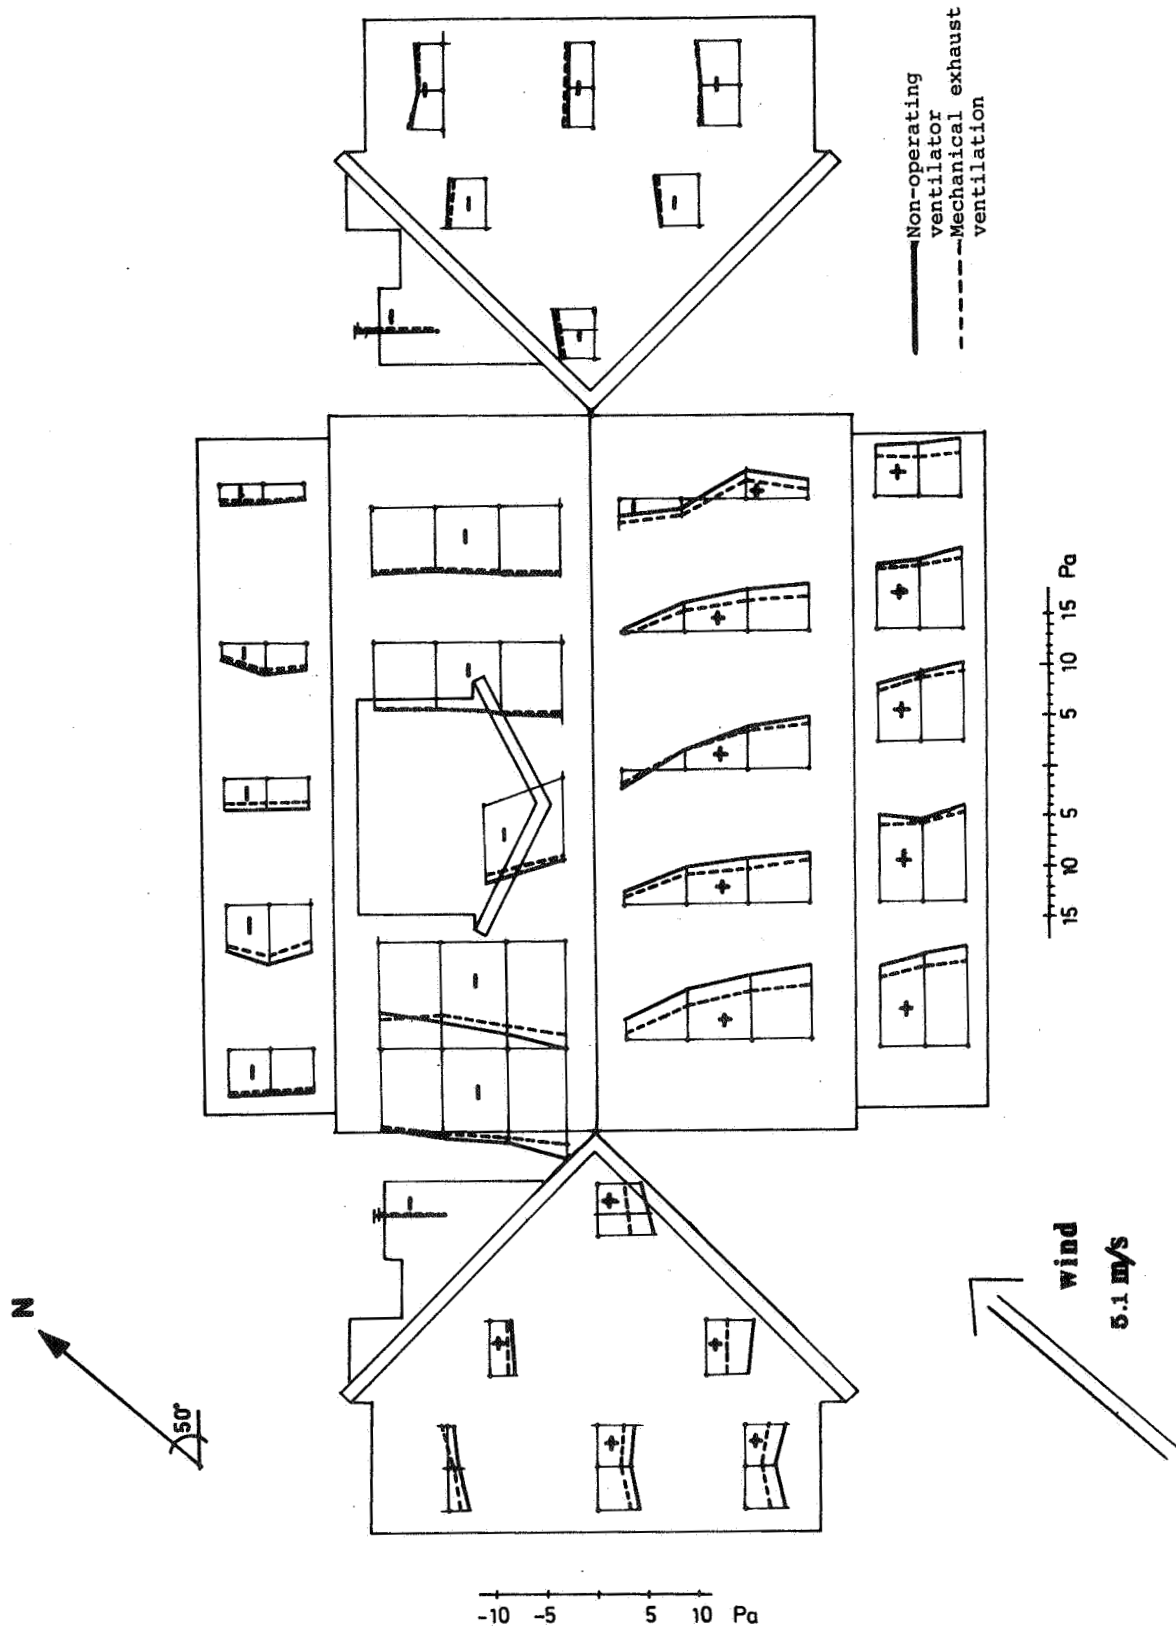 Non-operating
ventilator
Mechanical exhaust
ventilation
N
50°
15 10 5 5 10 15 Pa
wind
5.1 m/s
-10 -5 5 10 Pa